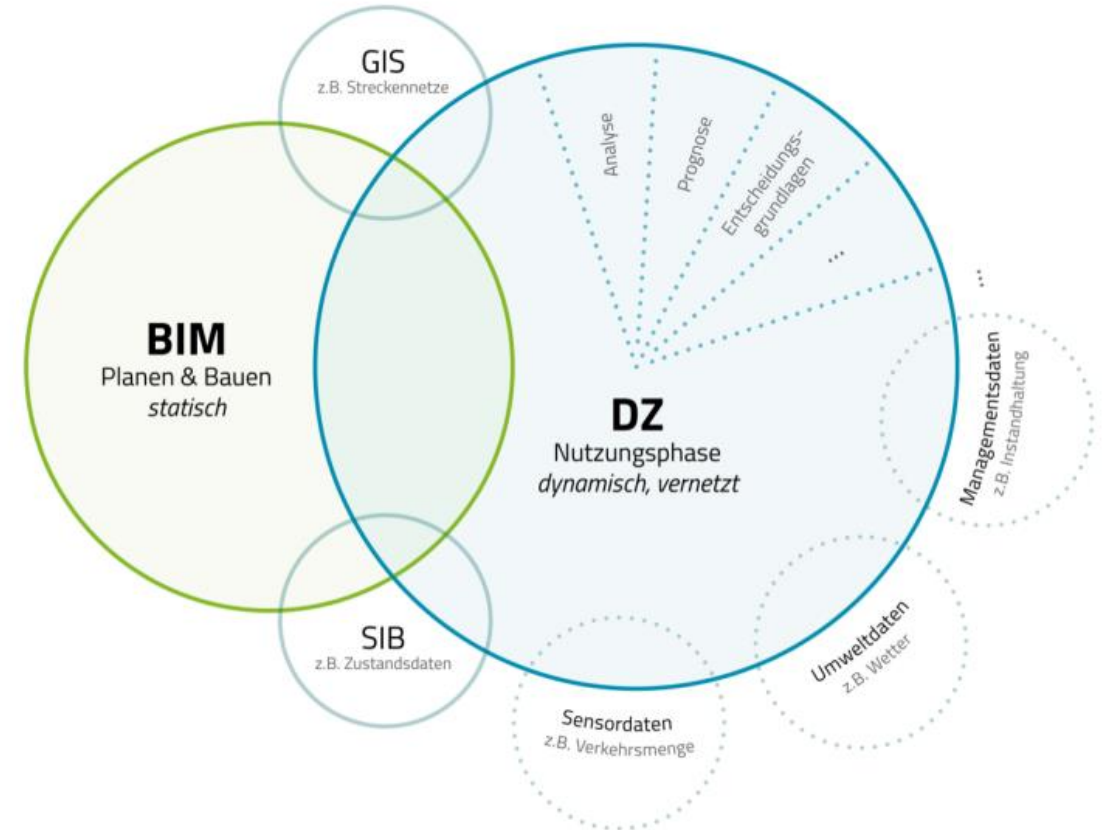 GIS
z.B. Streckennetze
Analyse
Prognose
Entscheidungs-
grundlagen
...
...
BIM
Planen & Bauen
statisch
DZ
Nutzungsphase
dynamisch, vernetzt
Managementsdaten
z.B. Instandhaltung
Umweltdaten
z.B. Wetter
SIB
z.B. Zustandsdaten
Sensordaten
z.B. Verkehrsmenge